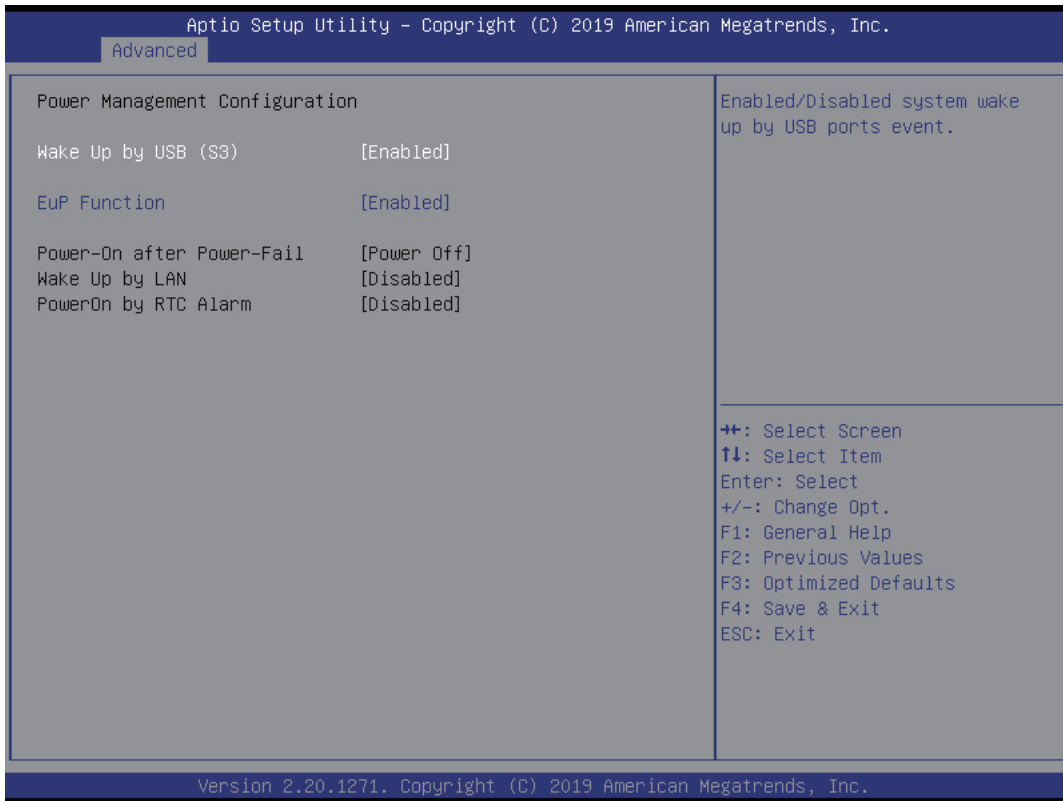 Aptio Setup Utility – Copyright (C) 2019 American Megatrends, Inc.
Advanced
Power Management Configuration
Wake Up by USB (S3) [Enabled]
EuP Function [Enabled]
Power-On after Power-Fail [Power Off]
Wake Up by LAN [Disabled]
PowerOn by RTC Alarm [Disabled]
Enabled/Disabled system wake
up by USB ports event.
→←: Select Screen
↑↓: Select Item
Enter: Select
+/-: Change Opt.
F1: General Help
F2: Previous Values
F3: Optimized Defaults
F4: Save & Exit
ESC: Exit
Version 2.20.1271. Copyright (C) 2019 American Megatrends, Inc.